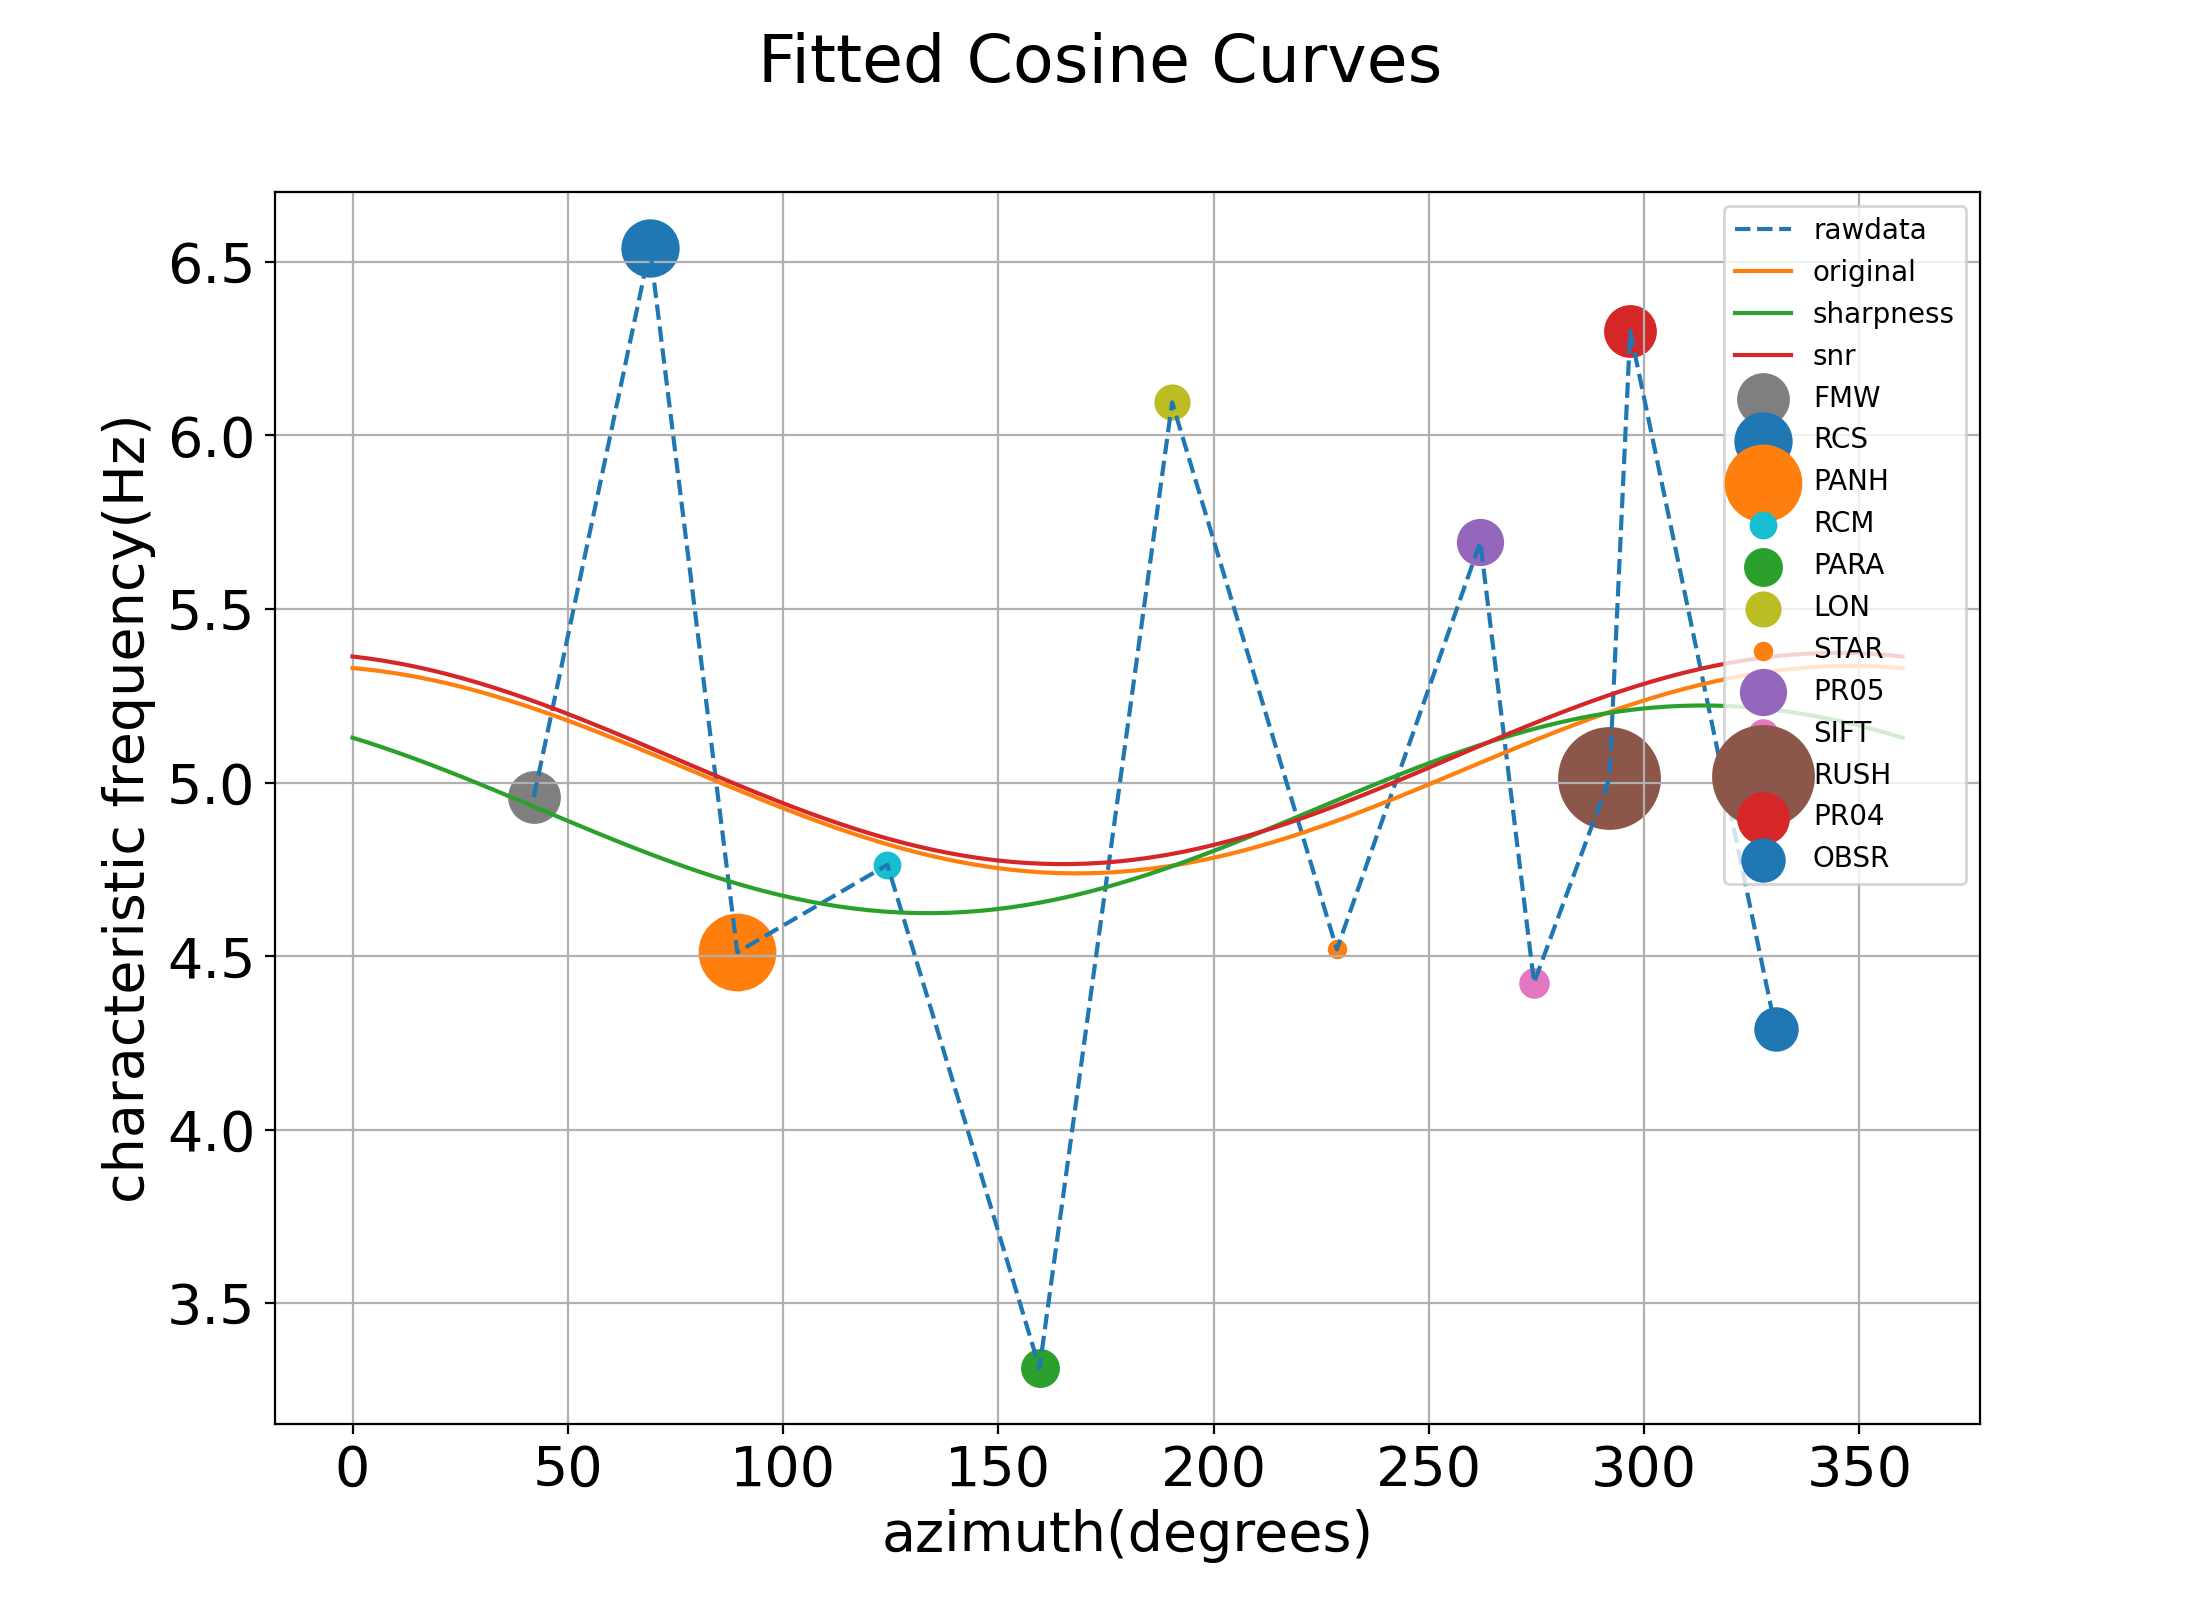 Fitted Cosine Curves
characteristic frequency(Hz)
6.5
6.0
5.5
5.0
4.5
4.0
3.5
rawdata
original
sharpness
snr
FMW
RCS
PANH
RCM
PARA
LON
STAR
PR05
SIFT
RUSH
PR04
OBSR
0 50 100 150 200 250 300 350
azimuth(degrees)